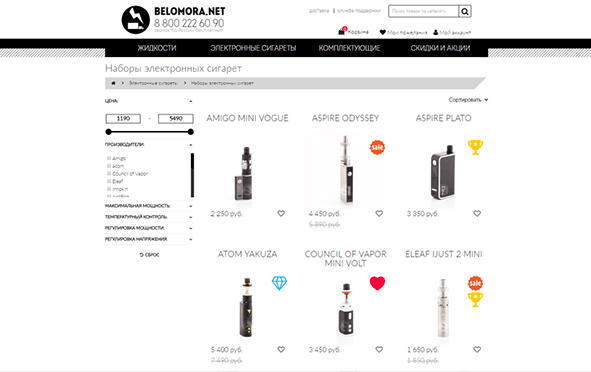 BELOMORA.NET
8 800 222 60 90
звонок по России бесплатный
доставка | служба поддержки
Поиск товара по каталогу
Корзина
Мои пожелания
Мой аккаунт
ЖИДКОСТИ
ЭЛЕКТРОННЫЕ СИГАРЕТЫ
КОМПЛЕКТУЮЩИЕ
СКИДКИ И АКЦИИ
Наборы электронных сигарет
Электронные сигареты
Наборы электронных сигарет
Сортировать
ЦЕНА:
1190 - 5490
ПРОИЗВОДИТЕЛИ:
Amigo
atom
Council of Vapor
Eleaf
Innokin
МАКСИМАЛЬНАЯ МОЩНОСТЬ:
ТЕМПЕРАТУРНЫЙ КОНТРОЛЬ:
РЕГУЛИРОВКА МОЩНОСТИ:
РЕГУЛИРОВКА НАПРЯЖЕНИЯ:
СБРОС
AMIGO MINI VOGUE
2 250 руб.
ASPIRE ODYSSEY
sale
4 450 руб.
5 890 руб.
ASPIRE PLATO
3 350 руб.
ATOM YAKUZA
5 400 руб.
7 490 руб.
COUNCIL OF VAPOR
MINI VOLT
3 450 руб.
ELEAF IJUST 2 MINI
sale
1 650 руб.
1 850 руб.